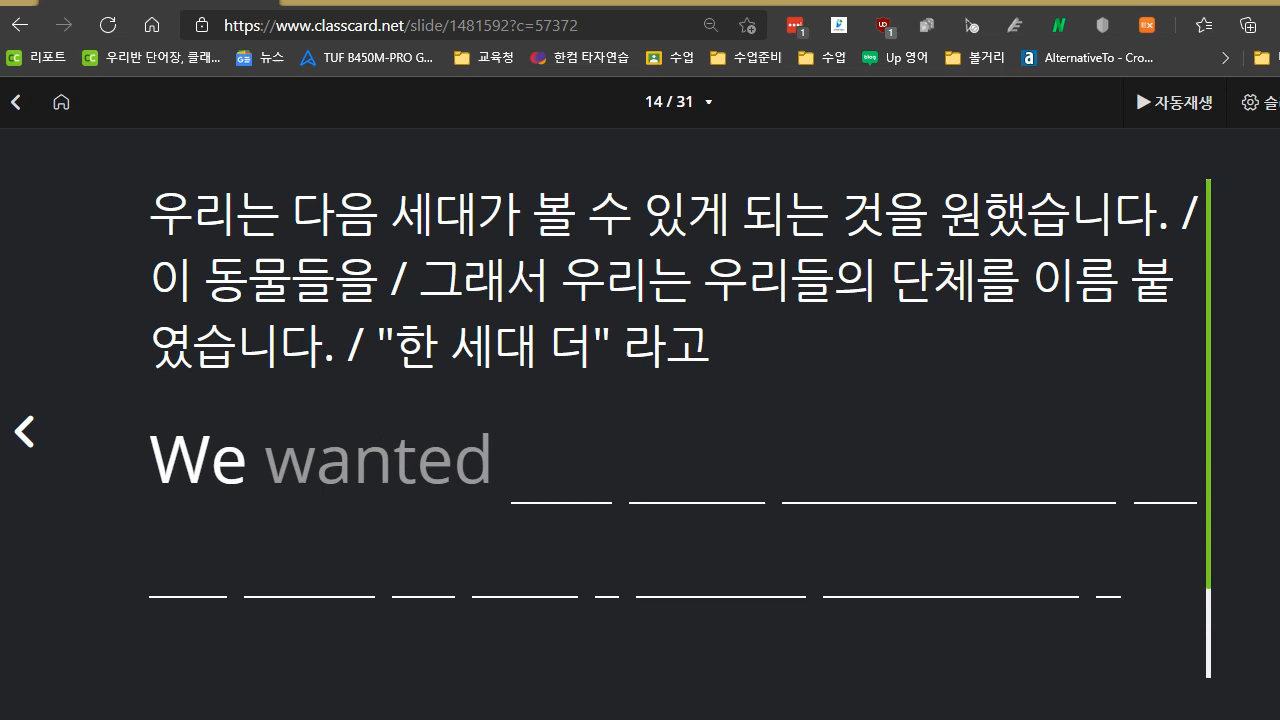 https://www.classcard.net/slide/1481592?c=57372
1
1
EX
리포트
우리반 단어장, 클래...
뉴스
TUF B450M-PRO G...
교육청
한컴 타자연습
수업
수업준비
수업
Up 영어
볼거리
AlternativeTo - Cro...
14 / 31
자동재생
우리는 다음 세대가 볼 수 있게 되는 것을 원했습니다. /
이 동물들을 / 그래서 우리는 우리들의 단체를 이름 붙
였습니다. / "한 세대 더" 라고
We wanted